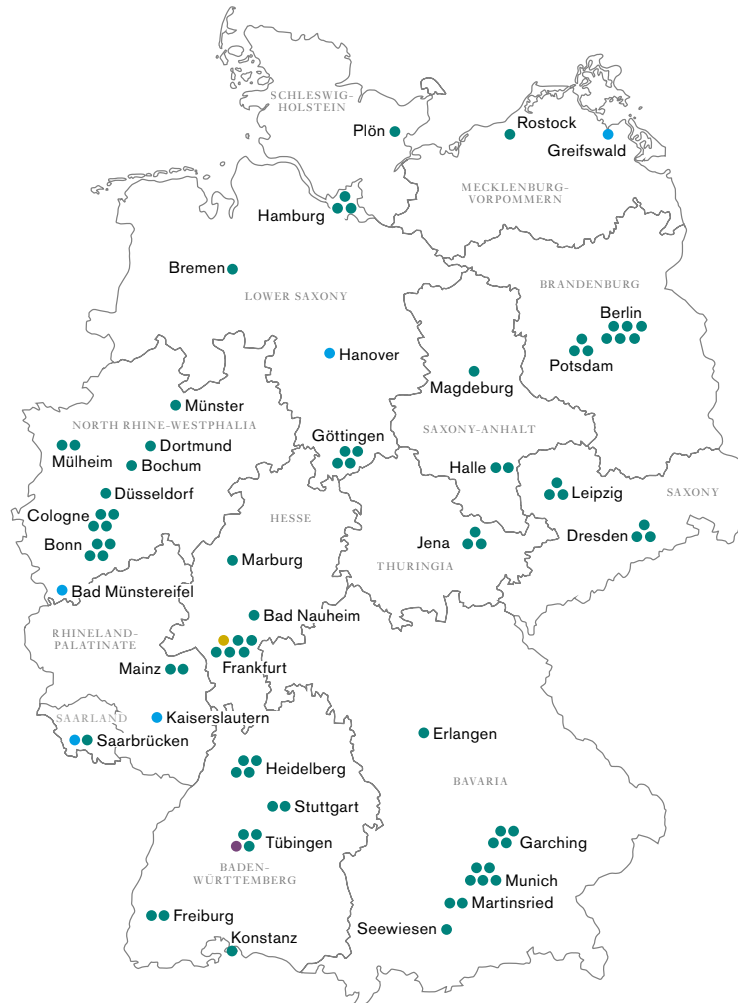 SCHLESWIG-
HOLSTEIN
Plön
Rostock
Greifswald
MECKLENBURG-
VORPOMMERN
Hamburg
Bremen
LOWER SAXONY
BRANDENBURG
Berlin
Potsdam
Hanover
Magdeburg
Münster
NORTH RHINE-WESTPHALIA
Göttingen
SAXONY-ANHALT
Mülheim
Dortmund
Bochum
Halle
Düsseldorf
Leipzig
SAXONY
Cologne
HESSE
Bonn
Jena
Dresden
Marburg
THURINGIA
Bad Münstereifel
Bad Nauheim
RHINELAND-
PALATINATE
Mainz
Frankfurt
SAARLAND
Kaiserslautern
Saarbrücken
Erlangen
Heidelberg
BAVARIA
Stuttgart
Tübingen
Garching
BADEN-
WÜRTTEMBERG
Munich
Martinsried
Freiburg
Seewiesen
Konstanz